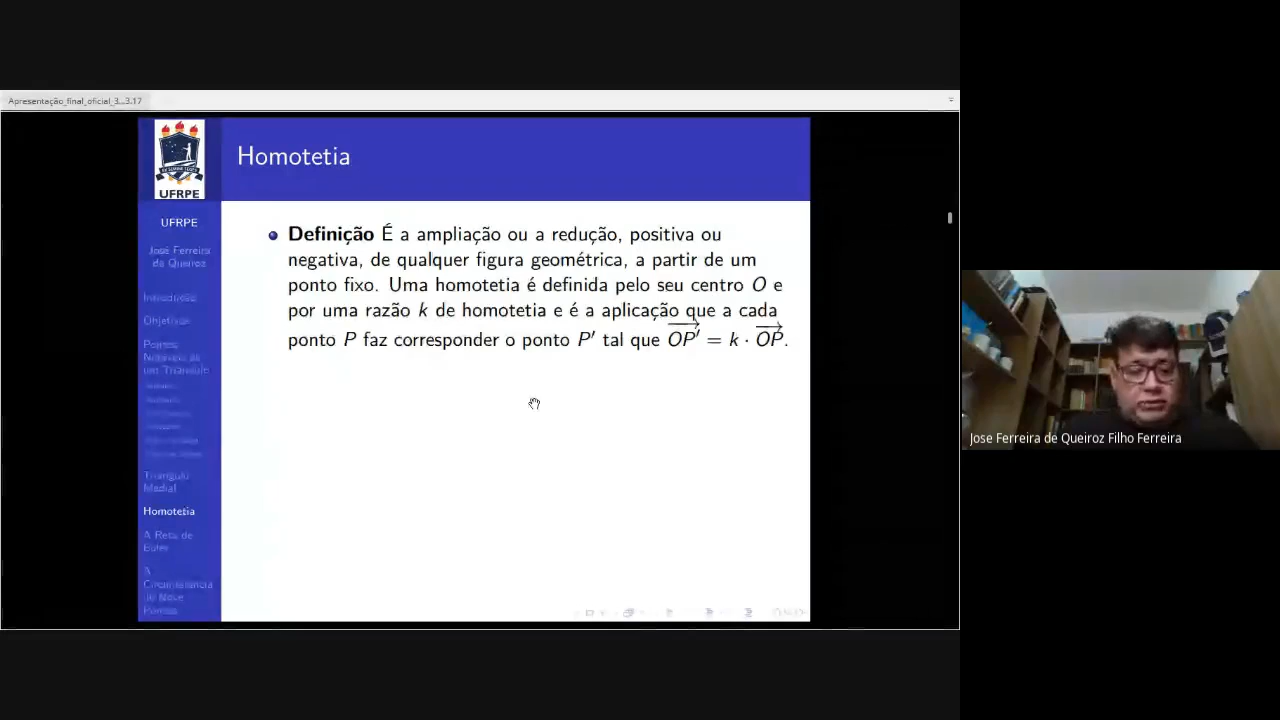 Apresentação_final_oficial_3...3.17
UFRPE
Homotetia
UFRPE
José Ferreira
de Queiroz
Introdução
Objetivos
Pontos
Notáveis de
um Triângulo
Triângulo
Medial
Homotetia
A Reta de
Euler
A
Circunferência
de Nove
Pontos
Definição É a ampliação ou a redução, positiva ou
negativa, de qualquer figura geométrica, a partir de um
ponto fixo. Uma homotetia é definida pelo seu centro O e
por uma razão k de homotetia e é a aplicação que a cada
ponto P faz corresponder o ponto P′ tal que OP′ = k · OP.
Jose Ferreira de Queiroz Filho Ferreira